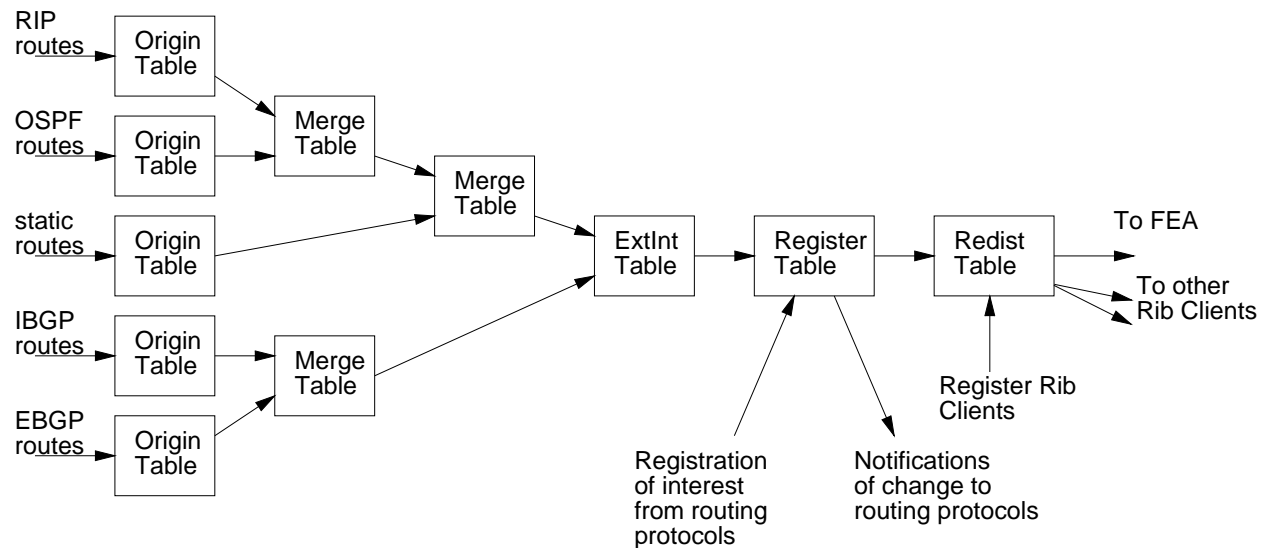 RIP
routes
Origin
Table
OSPF
routes
Origin
Table
Merge
Table
Merge
Table
static
routes
Origin
Table
ExtInt
Table
Register
Table
Redist
Table
To FEA
To other
Rib Clients
IBGP
routes
Origin
Table
Merge
Table
EBGP
routes
Origin
Table
Register Rib
Clients
Registration
of interest
from routing
protocols
Notifications
of change to
routing protocols